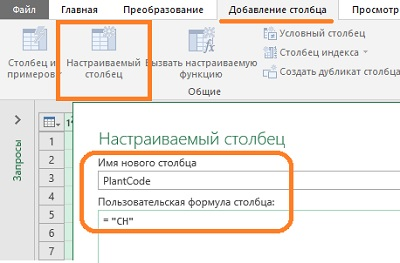 Файл
Главная
Преобразование
Добавление столбца
Просмотр
Столбец из
примеров
Настраиваемый
столбец
Вызвать настраиваемую
функцию
Условный столбец
Столбец индекса
Создать дубликат столбца
Общие
Запросы
1
2
3
4
5
6
7
Настраиваемый столбец
Имя нового столбца
PlantCode
Пользовательская формула столбца:
= "CH"